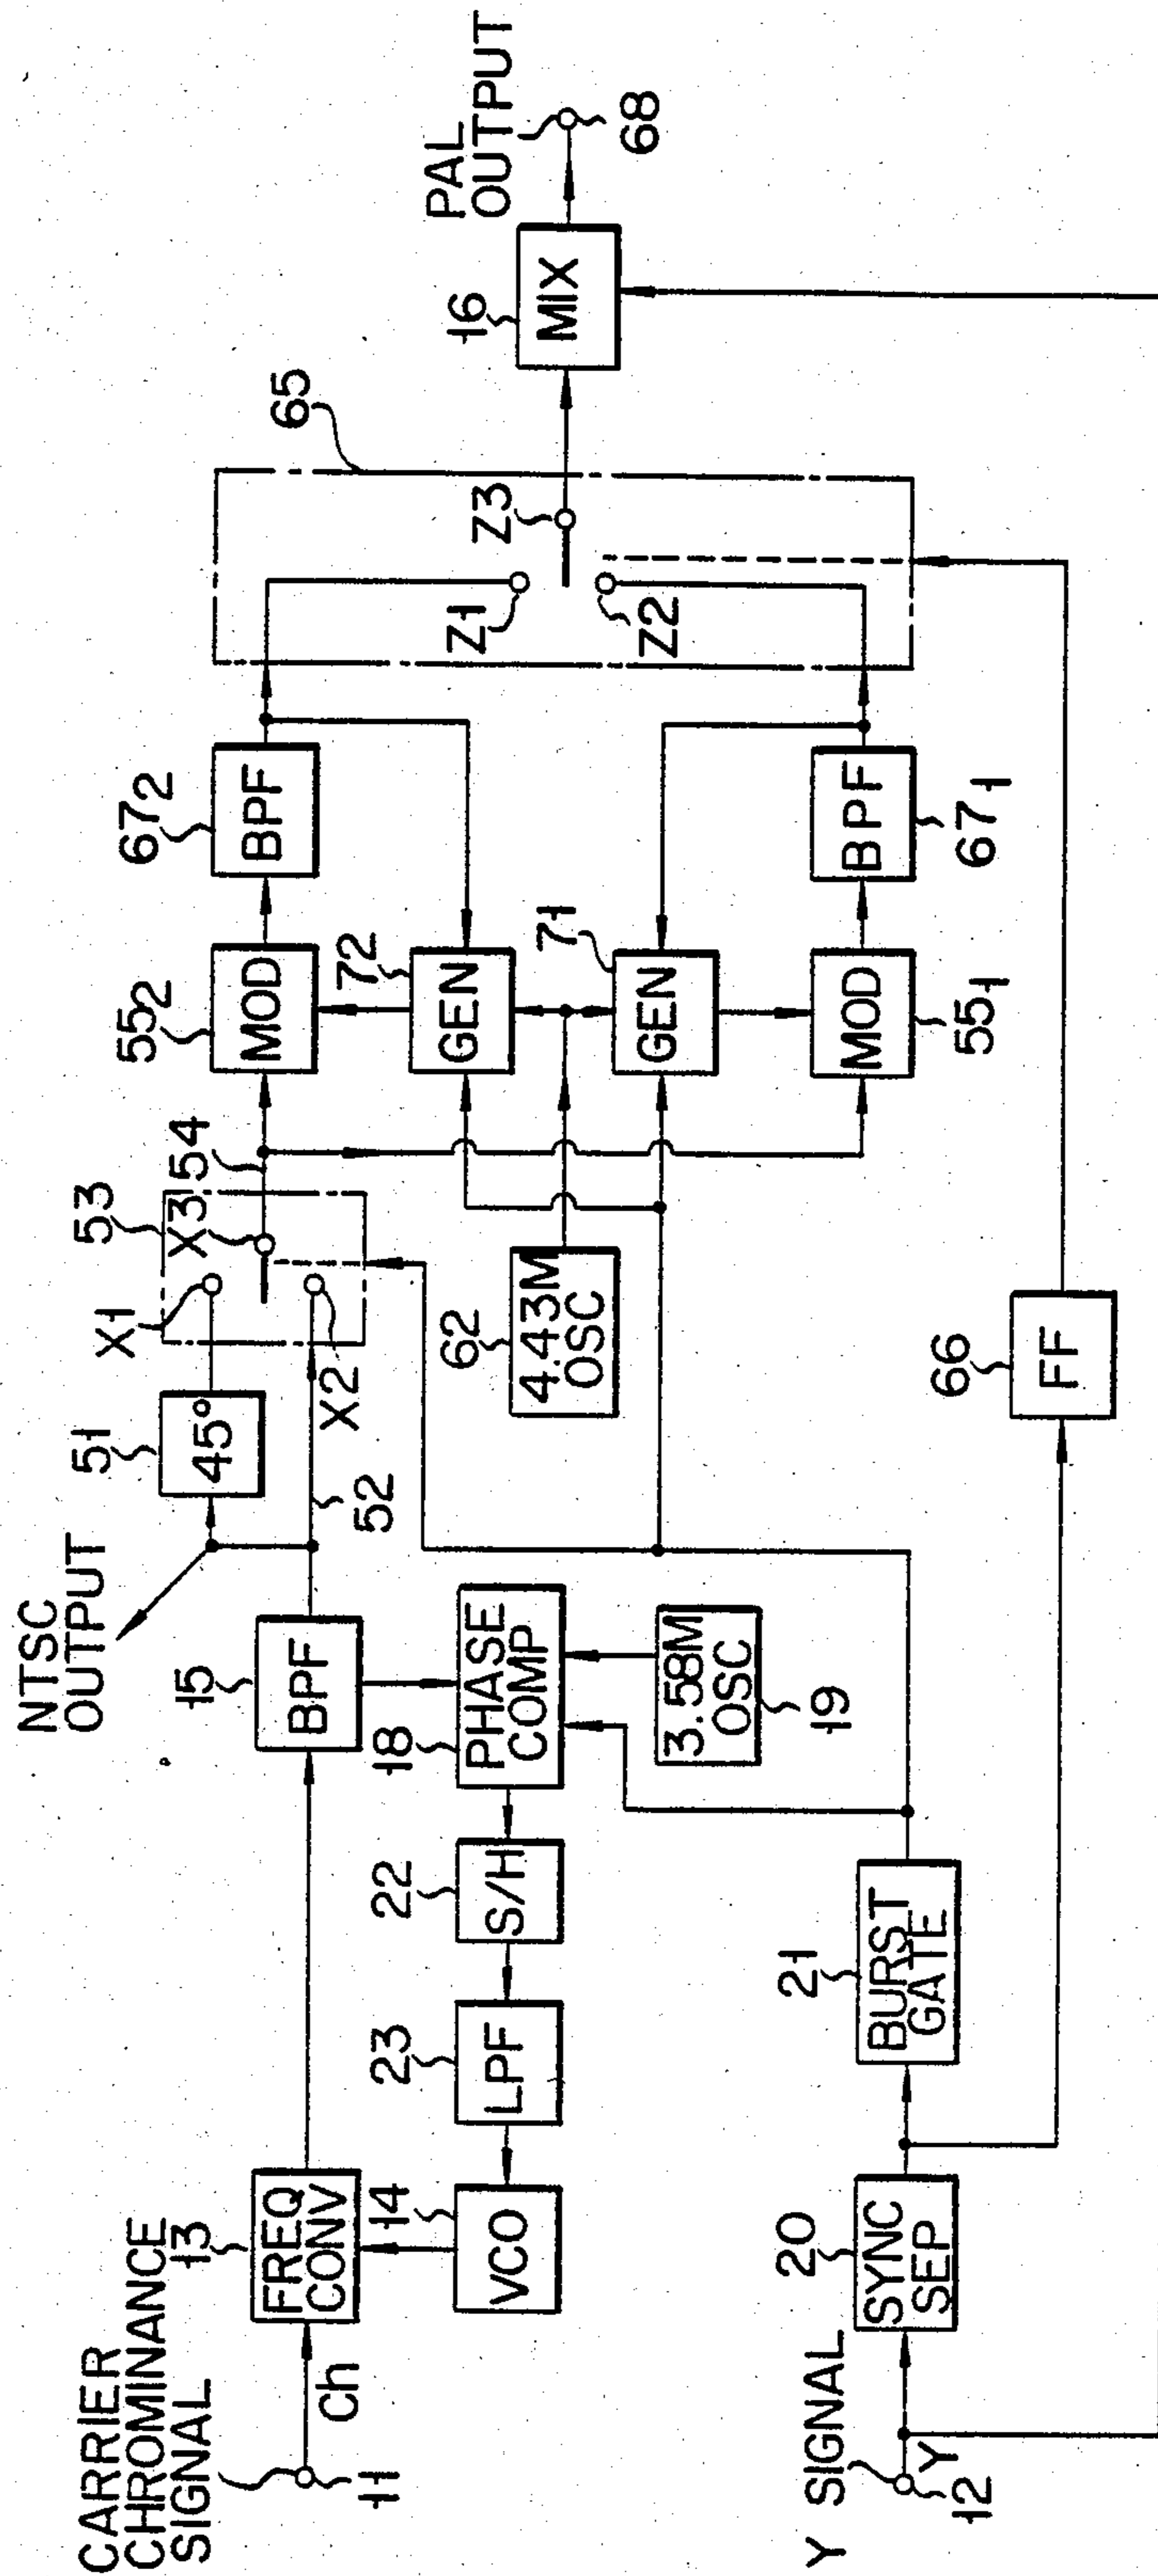 CARRIER
CHROMINANCE
SIGNAL
11
Ch
13
FREQ
CONV
14
VCO
23
LPF
22
S/H
18
PHASE
COMP
3.58M
OSC
19
15
BPF
NTSC
OUTPUT
51
45°
52
X1
X2
53
X3
54
62
4.43M
OSC
55₂
MOD
72
GEN
71
GEN
MOD
55₁
67₂
BPF
BPF
67₁
65
Z1
Z2
Z3
16
MIX
PAL
OUTPUT
68
Y SIGNAL
Y
12
20
SYNC
SEP
21
BURST
GATE
66
FF